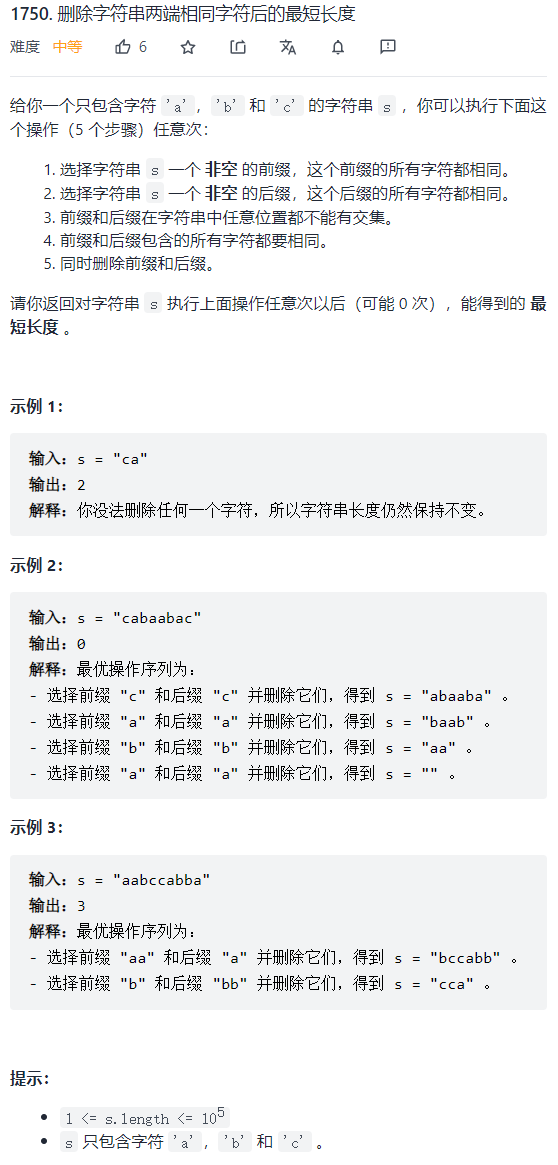 1750. 删除字符串两端相同字符后的最短长度
难度 中等 6
给你一个只包含字符 'a'，'b' 和 'c' 的字符串 s ，你可以执行下面这
个操作（5 个步骤）任意次：
1. 选择字符串 s 一个 非空 的前缀，这个前缀的所有字符都相同。
2. 选择字符串 s 一个 非空 的后缀，这个后缀的所有字符都相同。
3. 前缀和后缀在字符串中任意位置都不能有交集。
4. 前缀和后缀包含的所有字符都要相同。
5. 同时删除前缀和后缀。
请你返回对字符串 s 执行上面操作任意次以后（可能 0 次），能得到的 最
短长度 。
示例 1：
输入：s = "ca"
输出：2
解释：你没法删除任何一个字符，所以字符串长度仍然保持不变。
示例 2：
输入：s = "cabaabac"
输出：0
解释：最优操作序列为：
- 选择前缀 "c" 和后缀 "c" 并删除它们，得到 s = "abaaba" 。
- 选择前缀 "a" 和后缀 "a" 并删除它们，得到 s = "baab" 。
- 选择前缀 "b" 和后缀 "b" 并删除它们，得到 s = "aa" 。
- 选择前缀 "a" 和后缀 "a" 并删除它们，得到 s = "" 。
示例 3：
输入：s = "aabccabba"
输出：3
解释：最优操作序列为：
- 选择前缀 "aa" 和后缀 "a" 并删除它们，得到 s = "bccabb" 。
- 选择前缀 "b" 和后缀 "bb" 并删除它们，得到 s = "cca" 。
提示：
• 1 <= s.length <= 10^5
• s 只包含字符 'a'，'b' 和 'c' 。